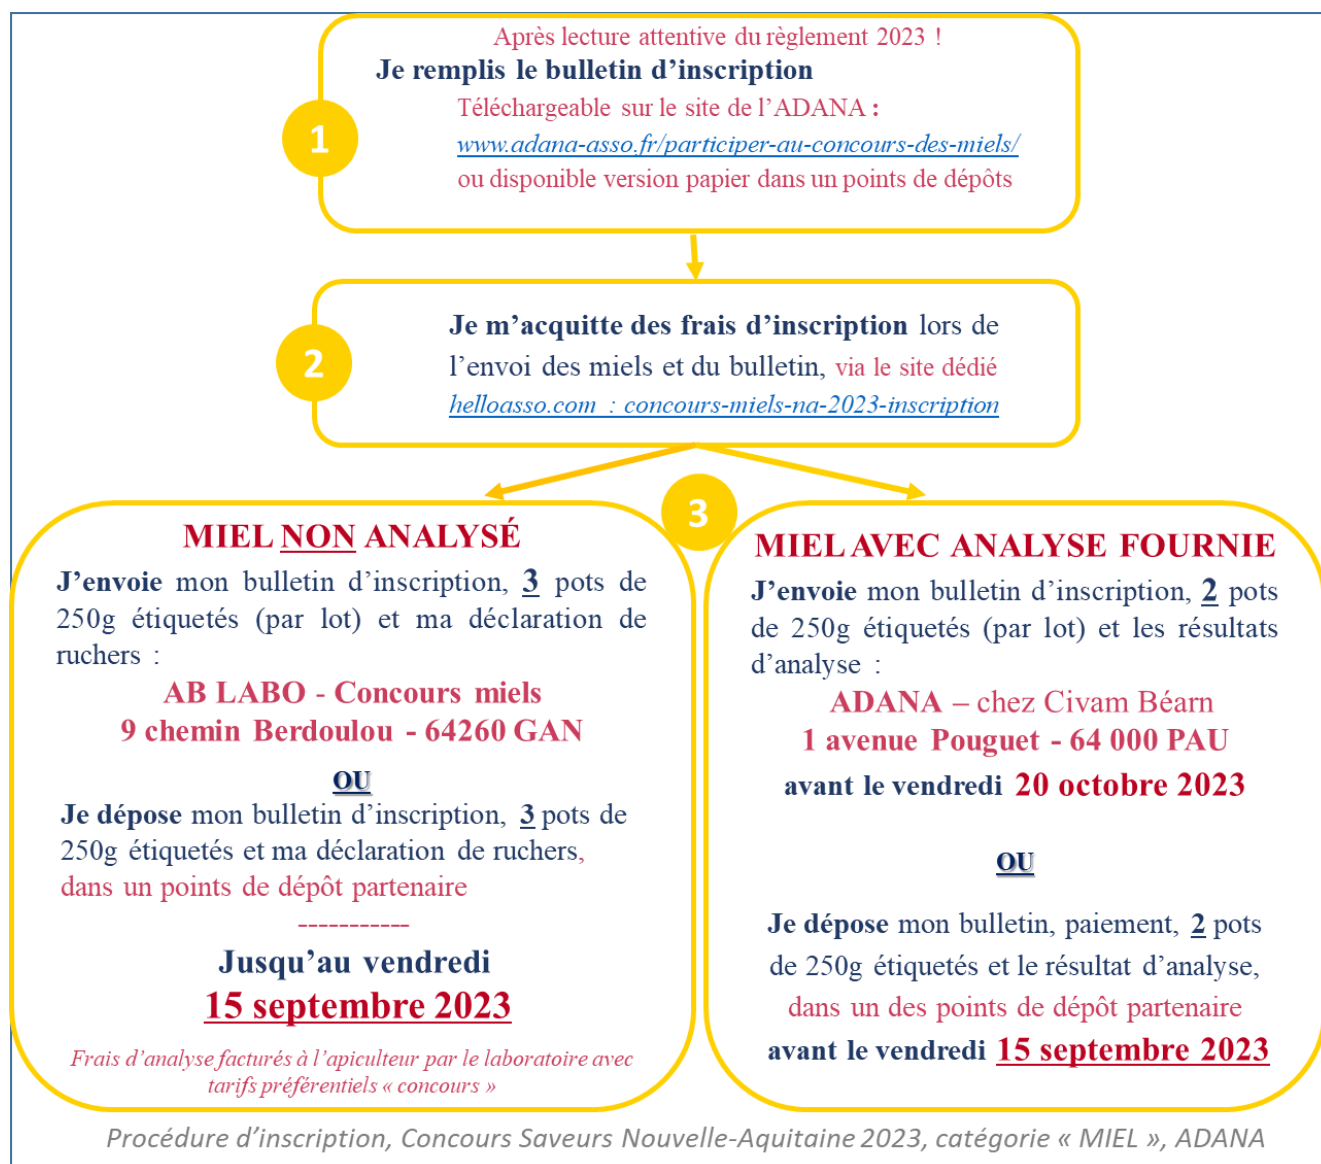 Après lecture attentive du règlement 2023 !
Je remplis le bulletin d'inscription
Téléchargeable sur le site de l'ADANA :
www.adana-asso.fr/participer-au-concours-des-miels/
ou disponible version papier dans un points de dépôts
1
Je m'acquitte des frais d'inscription lors de
l'envoi des miels et du bulletin, via le site dédié
helloasso.com : concours-miels-na-2023-inscription
2
3
MIEL NON ANALYSÉ
J'envoie mon bulletin d'inscription, 3 pots de
250g étiquetés (par lot) et ma déclaration de
ruchers :
AB LABO - Concours miels
9 chemin Berdoulou - 64260 GAN
OU
Je dépose mon bulletin d'inscription, 3 pots de
250g étiquetés et ma déclaration de ruchers,
dans un points de dépôt partenaire
-----------
Jusqu'au vendredi
15 septembre 2023
Frais d'analyse facturés à l'apiculteur par le laboratoire avec
tarifs préférentiels « concours »
MIEL AVEC ANALYSE FOURNIE
J'envoie mon bulletin d'inscription, 2 pots
de 250g étiquetés (par lot) et les résultats
d'analyse :
ADANA – chez Civam Béarn
1 avenue Pouguet - 64 000 PAU
avant le vendredi 20 octobre 2023
OU
Je dépose mon bulletin, paiement, 2 pots
de 250g étiquetés et le résultat d'analyse,
dans un des points de dépôt partenaire
avant le vendredi 15 septembre 2023
Procédure d'inscription, Concours Saveurs Nouvelle-Aquitaine 2023, catégorie « MIEL », ADANA